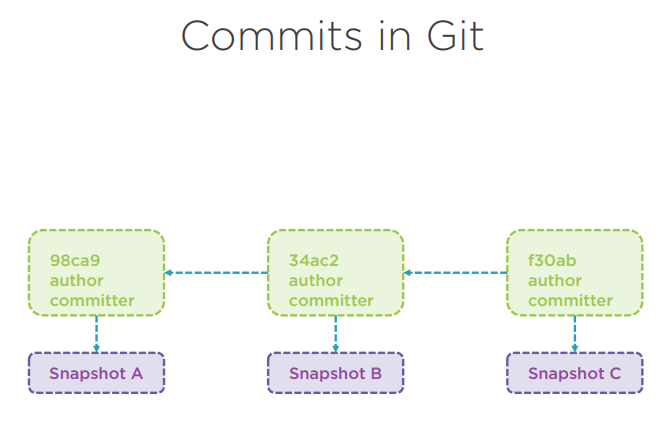 Commits in Git
98ca9
author
committer
34ac2
author
committer
f30ab
author
committer
Snapshot A
Snapshot B
Snapshot C